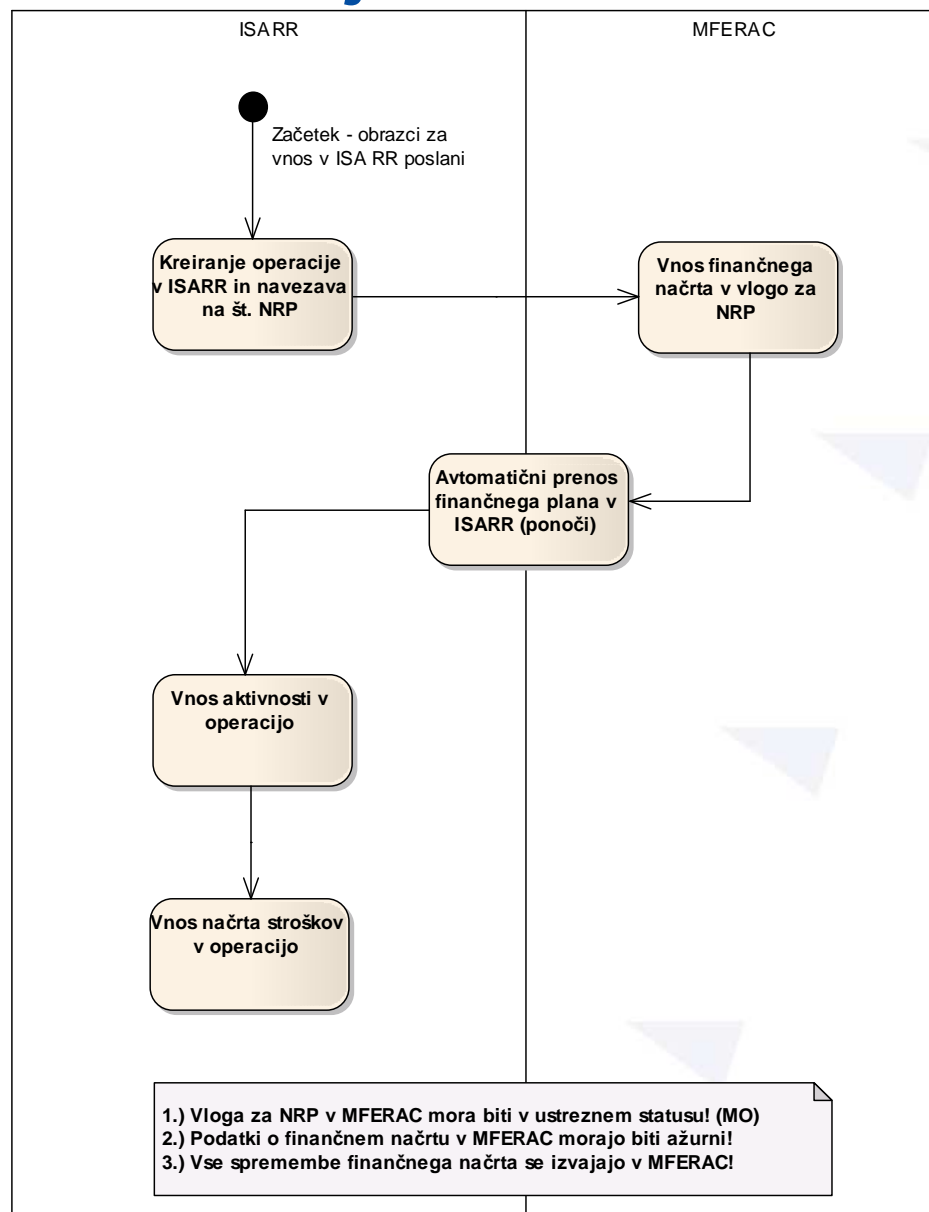 ISARR
MFERAC
Začetek - obrazci za
vnos v ISA RR poslani
Kreiranje operacije
v ISARR in navezava
na št. NRP
Vnos finančnega
načrta v vlogo za
NRP
Avtomatični prenos
finančnega plana v
ISARR (ponoči)
Vnos aktivnosti v
operacijo
Vnos načrta stroškov
v operacijo
1.) Vloga za NRP v MFERAC mora biti v ustreznem statusu! (MO)
2.) Podatki o finančnem načrtu v MFERAC morajo biti ažurni!
3.) Vse spremembe finančnega načrta se izvajajo v MFERAC!